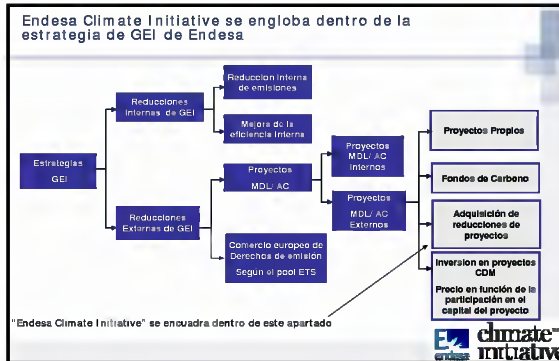 Endesa Climate Initiative se engloba dentro de la
estrategia de GEI de Endesa
Reduccion Interna
de emisiones
Reducciones
Internas de GEI
Mejora de la
eficiencia Interna
Proyectos
MDL/ AC
Internos
Proyectos Propios
Estrategias
GEI
Proyectos
MDL/ AC
Fondos de Carbono
Proyectos
MDL/ AC
Externos
Reducciones
Externas de GEI
Adquisición de
reducciones de
proyectos
Comercio europeo de
Derechos de emisión
Según el pool ETS
Inversion en proyectos
CDM
Precio en función de la
participación en el
capital del proyecto
"Endesa Climate Initiative" se encuadra dentro de este apartado
endesa
climate
initiative